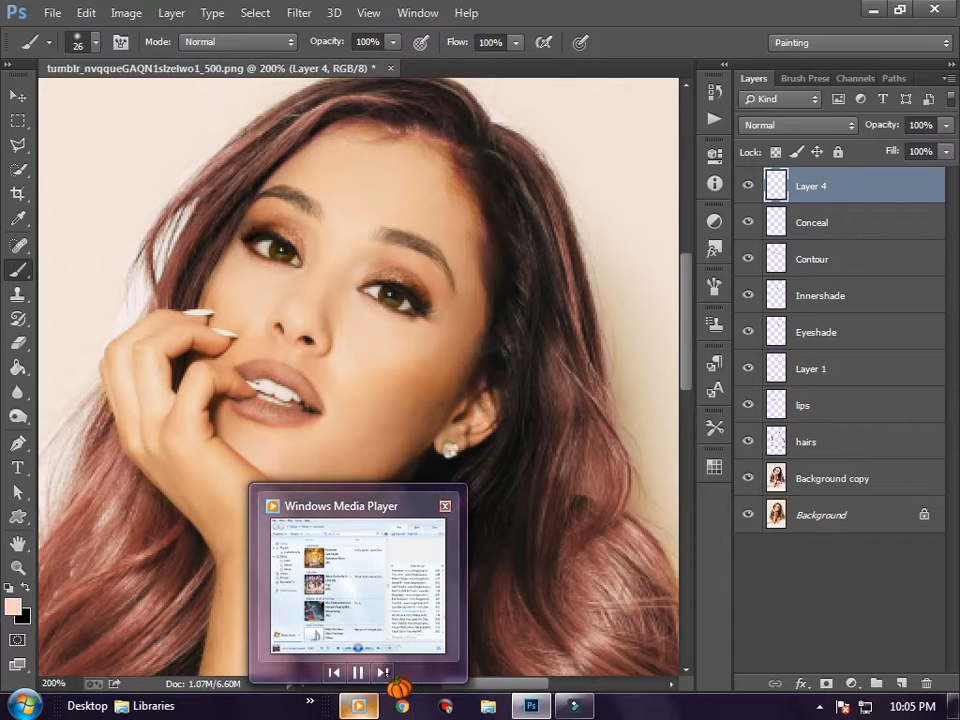 Ps File Edit Image Layer Type Select Filter 3D View Window Help
26 Mode: Normal Opacity: 100% Flow: 100% Painting
tumblr_nvqqueGAQN1slzelwo1_500.png @ 200% (Layer 4, RGB/8) *
Layers Brush Prese Channels Paths
Kind
Normal Opacity: 100%
Lock: Fill: 100%
Layer 4
Conceal
Contour
Innershade
Eyeshade
Layer 1
lips
hairs
Background copy
Background
Windows Media Player
200% Doc: 1.07M/6.60M
Desktop Libraries Ps 10:05 PM